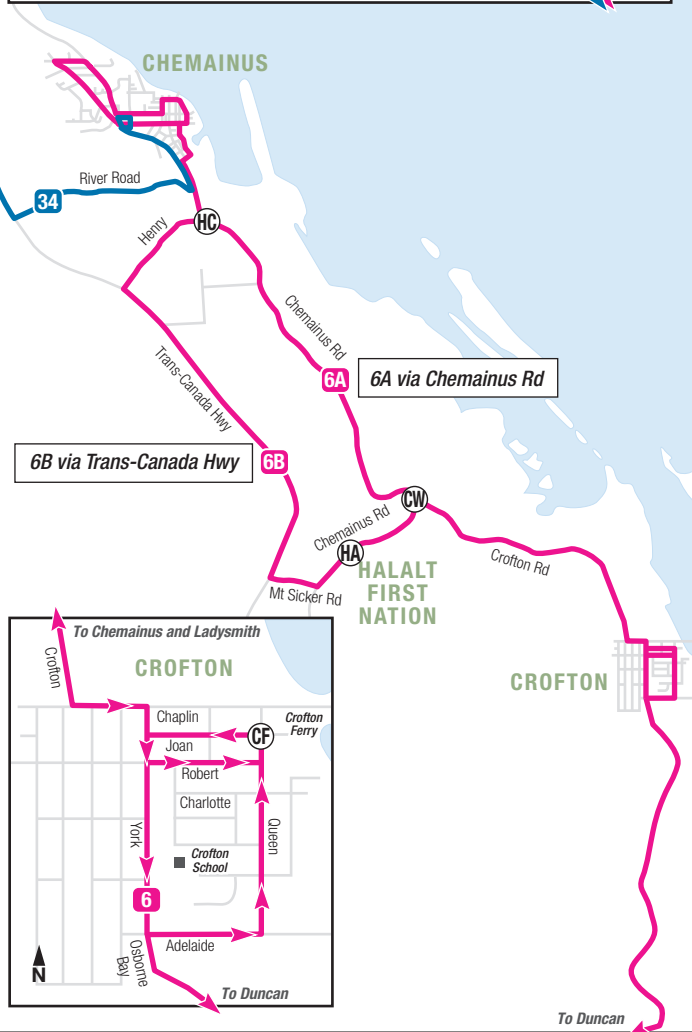 CHEMAINUS
River Road
34
HC
Henry
Chemainus Rd
Trans-Canada Hwy
6A
6A via Chemainus Rd
6B via Trans-Canada Hwy
6B
CW
Chemainus Rd
HA
Crofton Rd
HALALT
FIRST
NATION
Mt Sicker Rd
CROFTON
To Duncan
To Chemainus and Ladysmith
Crofton
CROFTON
Chaplin
Crofton
Ferry
CF
Joan
Robert
Charlotte
York
Queen
Crofton
School
6
Adelaide
Osborne
Bay
N
To Duncan